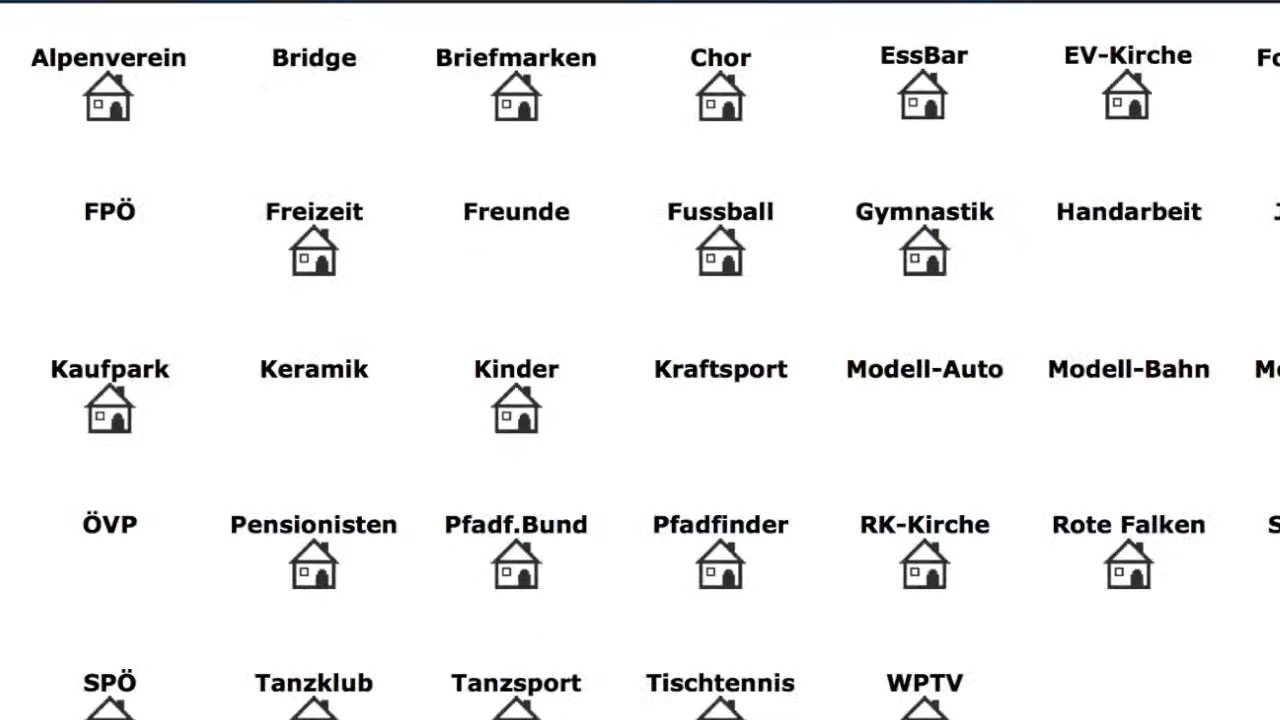 Alpenverein Bridge Briefmarken Chor EssBar EV-Kirche
FPÖ Freizeit Freunde Fussball Gymnastik Handarbeit
Kaufpark Keramik Kinder Kraftsport Modell-Auto Modell-Bahn
ÖVP Pensionisten Pfadf.Bund Pfadfinder RK-Kirche Rote Falken
SPÖ Tanzklub Tanzsport Tischtennis WPTV